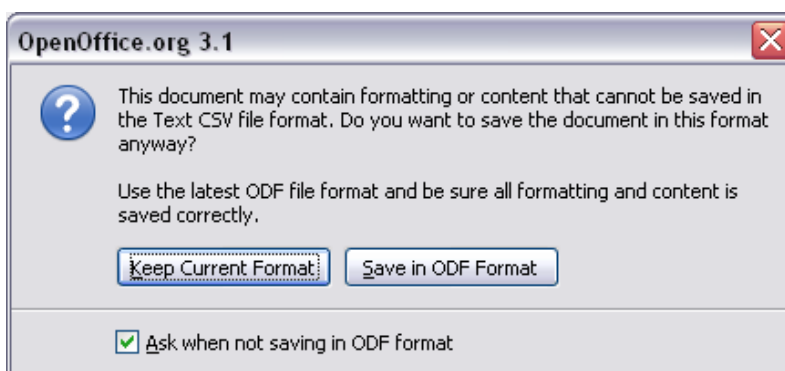 OpenOffice.org 3.1
This document may contain formatting or content that cannot be saved in
the Text CSV file format. Do you want to save the document in this format
anyway?
Use the latest ODF file format and be sure all formatting and content is
saved correctly.
Keep Current Format Save in ODF Format
Ask when not saving in ODF format